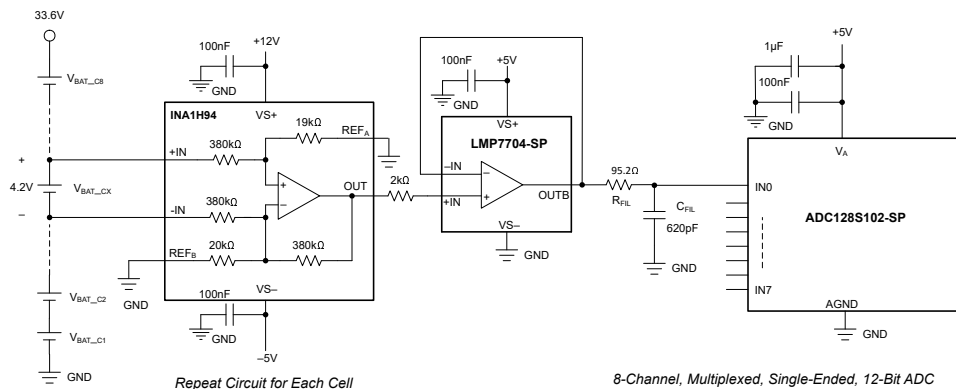 33.6V
V_BAT_C8
+
4.2V
–
V_BAT_CX
V_BAT_C2
V_BAT_C1
GND
100nF
+12V
GND
INA1H94
VS+
19kΩ
REF_A
GND
+IN
380kΩ
+
–
OUT
-IN
380kΩ
REF_B
20kΩ
380kΩ
GND
VS–
100nF
GND
–5V
Repeat Circuit for Each Cell
2kΩ
100nF
+5V
GND
VS+
LMP7704-SP
–IN
–
+IN
+
OUTB
VS–
GND
95.2Ω
R_FIL
C_FIL
620pF
GND
1µF
+5V
100nF
GND
V_A
IN0
ADC128S102-SP
IN7
AGND
GND
8-Channel, Multiplexed, Single-Ended, 12-Bit ADC